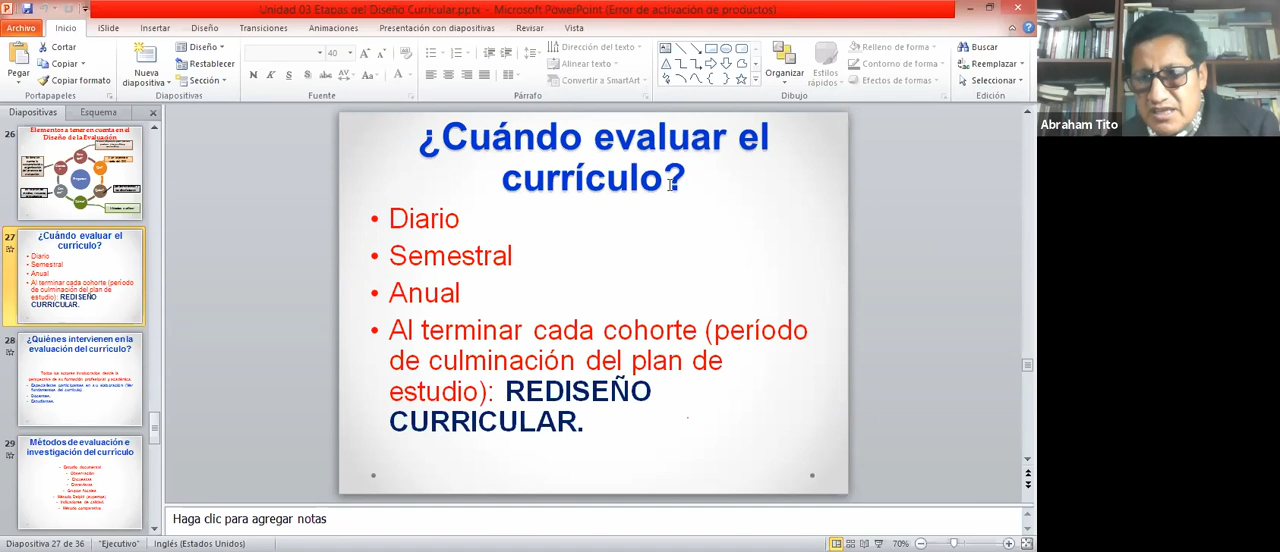 Unidad 03 Etapas del Diseño Curricular.pptx - Microsoft PowerPoint (Error de activación de productos)
Archivo Inicio iSlide Insertar Diseño Transiciones Animaciones Presentación con diapositivas Revisar Vista
Pegar
Cortar
Copiar
Copiar formato
Portapapeles
Nueva
diapositiva
Diseño
Restablecer
Sección
Diapositivas
40
Fuente
Dirección del texto
Alinear texto
Convertir a SmartArt
Párrafo
Organizar
Estilos
rápidos
Relleno de forma
Contorno de forma
Efectos de formas
Dibujo
Buscar
Reemplazar
Seleccionar
Edición
Abraham Tito
Diapositivas Esquema
26
Elementos a tener en cuenta en el
Diseño de la Evaluación
27
¿Cuándo evaluar el
currículo?
• Diario
• Semestral
• Anual
• Al terminar cada cohorte (período
de culminación del plan de
estudio): REDISEÑO
CURRICULAR.
28
¿Quiénes intervienen en la
evaluación del currículo?
29
Métodos de evaluación e
investigación del currículo
¿Cuándo evaluar el
currículo?
• Diario
• Semestral
• Anual
• Al terminar cada cohorte (período
de culminación del plan de
estudio): REDISEÑO
CURRICULAR.
Haga clic para agregar notas
Diapositiva 27 de 36 "Ejecutivo" Inglés (Estados Unidos) 70%